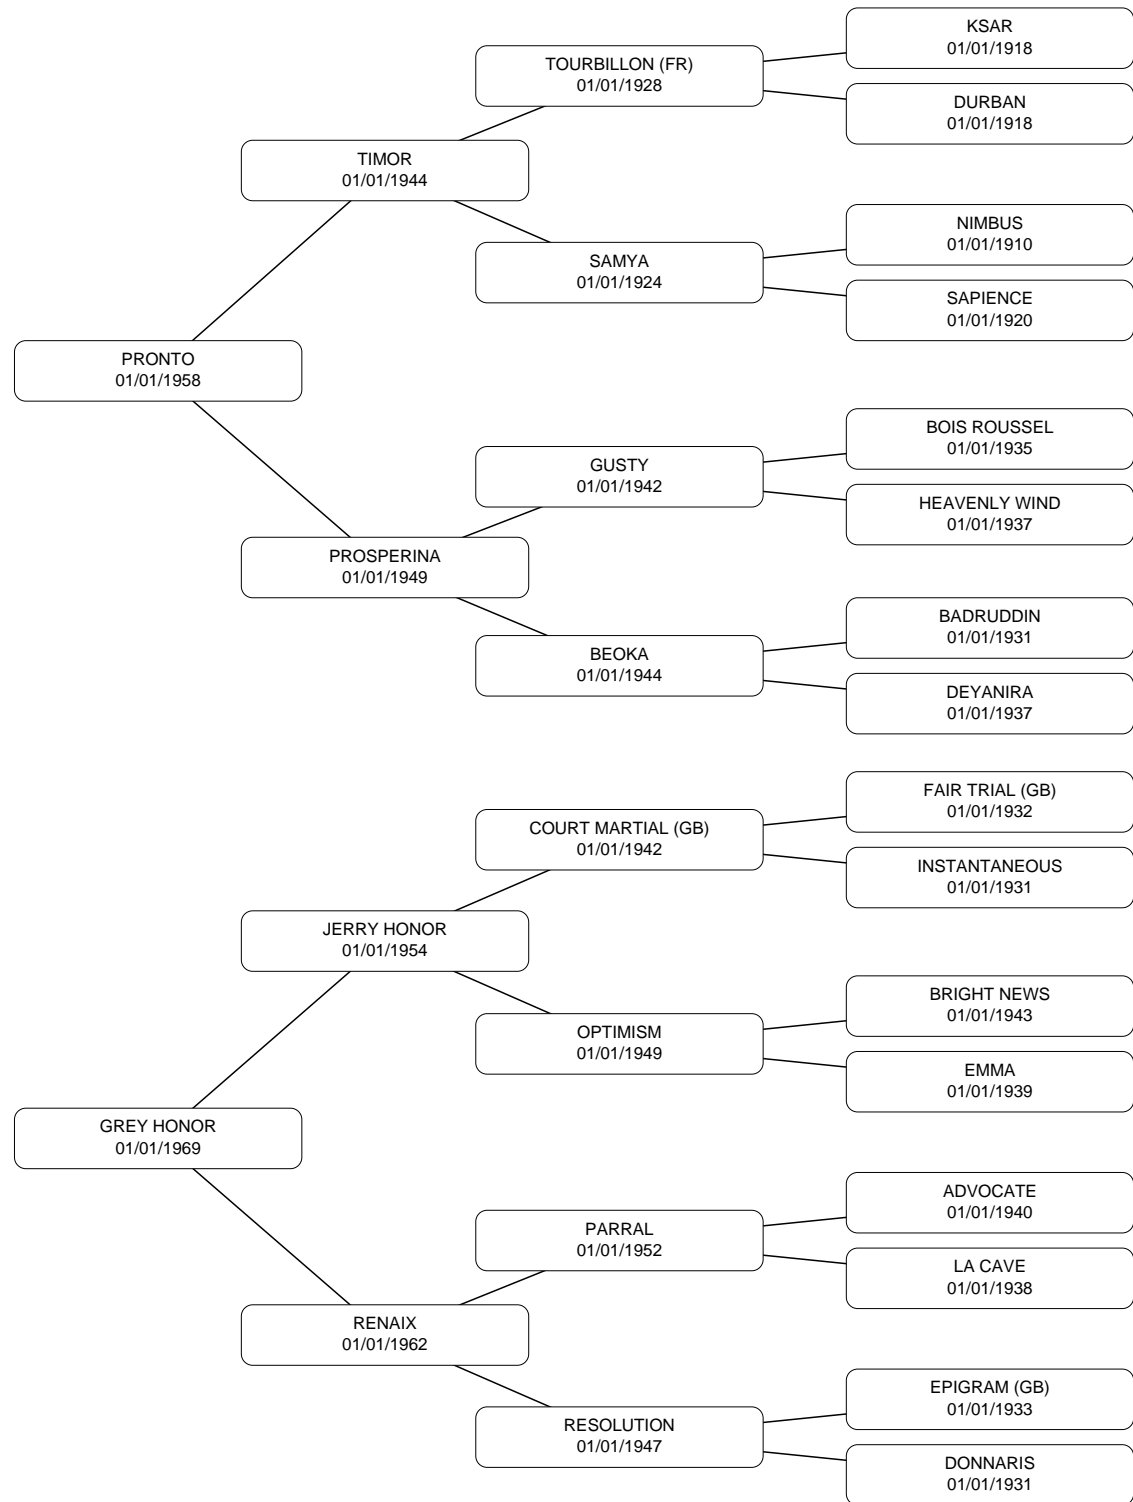 KSAR
01/01/1918
TOURBILLON (FR)
01/01/1928
DURBAN
01/01/1918
TIMOR
01/01/1944
NIMBUS
01/01/1910
SAMYA
01/01/1924
SAPIENCE
01/01/1920
PRONTO
01/01/1958
BOIS ROUSSEL
01/01/1935
GUSTY
01/01/1942
HEAVENLY WIND
01/01/1937
PROSPERINA
01/01/1949
BADRUDDIN
01/01/1931
BEOKA
01/01/1944
DEYANIRA
01/01/1937
FAIR TRIAL (GB)
01/01/1932
COURT MARTIAL (GB)
01/01/1942
INSTANTANEOUS
01/01/1931
JERRY HONOR
01/01/1954
BRIGHT NEWS
01/01/1943
OPTIMISM
01/01/1949
EMMA
01/01/1939
GREY HONOR
01/01/1969
ADVOCATE
01/01/1940
PARRAL
01/01/1952
LA CAVE
01/01/1938
RENAIX
01/01/1962
EPIGRAM (GB)
01/01/1933
RESOLUTION
01/01/1947
DONNARIS
01/01/1931